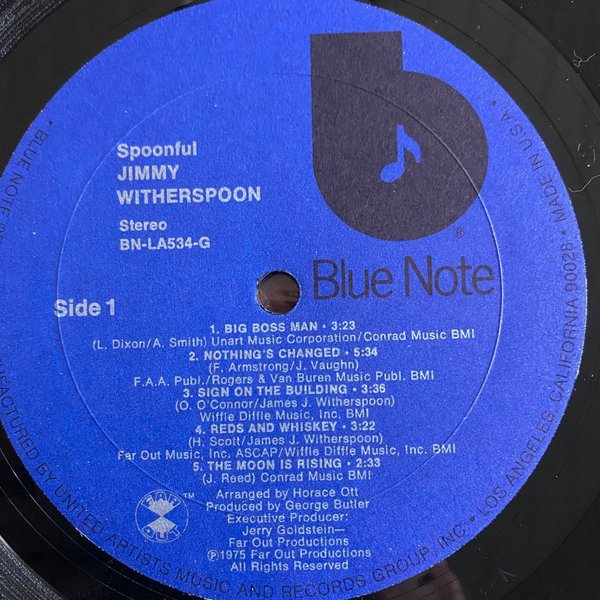 Spoonful
JIMMY
WITHERSPOON
Stereo
BN-LA534-G
®
Blue Note
Side 1
1. BIG BOSS MAN • 3:23
(L. Dixon/A. Smith) Unart Music Corporation/Conrad Music BMI
2. NOTHING'S CHANGED • 5:34
(F. Armstrong/J. Vaughn)
F.A.A. Publ./Rogers & Van Buren Music Publ. BMI
3. SIGN ON THE BUILDING • 3:36
(O. O'Connor/James J. Witherspoon)
Wiffle Diffle Music, Inc. BMI
4. REDS AND WHISKEY • 3:22
(H. Scott/James J. Witherspoon)
Far Out Music, Inc. ASCAP/Wiffle Diffle Music, Inc. BMI
5. THE MOON IS RISING • 2:33
(J. Reed) Conrad Music BMI
FAR OUT ™
Arranged by Horace Ott
Produced by George Butler
Executive Producer:
Jerry Goldstein—
Far Out Productions
℗1975 Far Out Productions
All Rights Reserved
BY UNITED ARTISTS MUSIC AND RECORDS GROUP, INC. • LOS ANGELES, CALIFORNIA 90028 • MADE IN U.S.A. •
BLUE NOTE